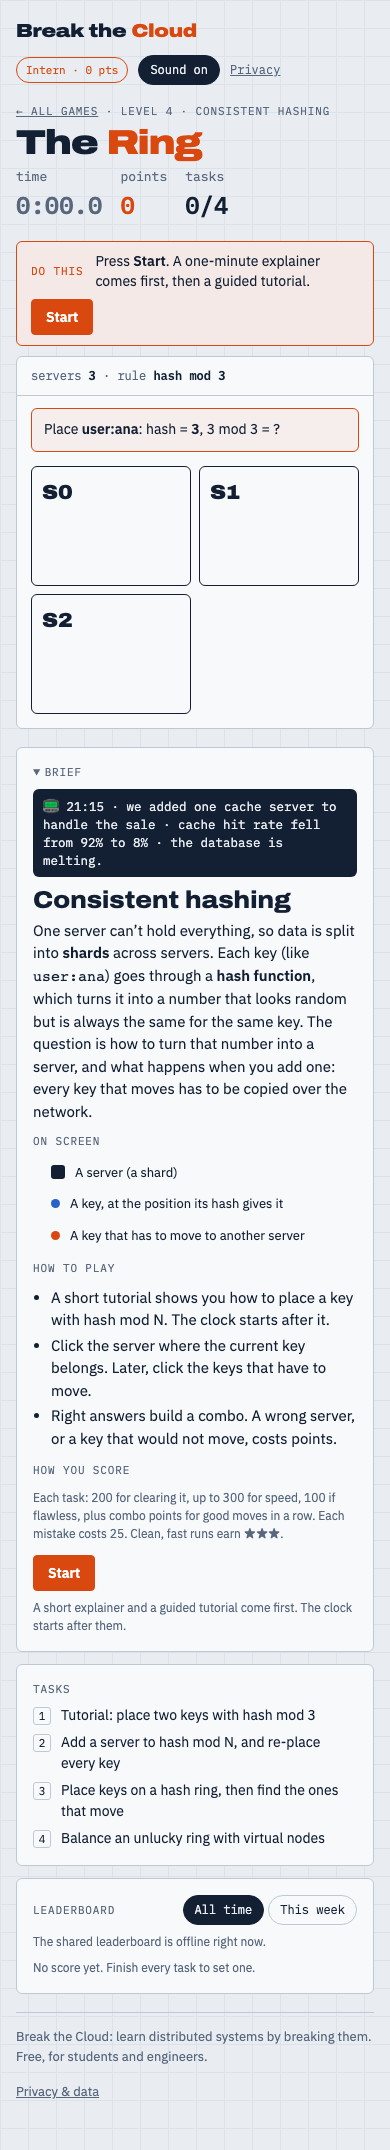 Break the Cloud
Intern · 0 pts
Sound on
Privacy
← ALL GAMES · LEVEL 4 · CONSISTENT HASHING
The Ring
time points tasks
0:00.0 0 0/4
DO THIS
Press Start. A one-minute explainer
comes first, then a guided tutorial.
Start
servers 3 · rule hash mod 3
Place user:ana: hash = 3, 3 mod 3 = ?
S0
S1
S2
▼ BRIEF
21:15 · we added one cache server to
handle the sale · cache hit rate fell
from 92% to 8% · the database is
melting.
Consistent hashing
One server can’t hold everything, so data is split
into shards across servers. Each key (like
user:ana) goes through a hash function,
which turns it into a number that looks random
but is always the same for the same key. The
question is how to turn that number into a
server, and what happens when you add one:
every key that moves has to be copied over the
network.
ON SCREEN
A server (a shard)
A key, at the position its hash gives it
A key that has to move to another server
HOW TO PLAY
• A short tutorial shows you how to place a key
with hash mod N. The clock starts after it.
• Click the server where the current key
belongs. Later, click the keys that have to
move.
• Right answers build a combo. A wrong server,
or a key that would not move, costs points.
HOW YOU SCORE
Each task: 200 for clearing it, up to 300 for speed, 100 if
flawless, plus combo points for good moves in a row. Each
mistake costs 25. Clean, fast runs earn ★★★.
Start
A short explainer and a guided tutorial come first. The clock
starts after them.
TASKS
1 Tutorial: place two keys with hash mod 3
2 Add a server to hash mod N, and re-place
every key
3 Place keys on a hash ring, then find the ones
that move
4 Balance an unlucky ring with virtual nodes
LEADERBOARD
All time
This week
The shared leaderboard is offline right now.
No score yet. Finish every task to set one.
Break the Cloud: learn distributed systems by breaking them.
Free, for students and engineers.
Privacy & data